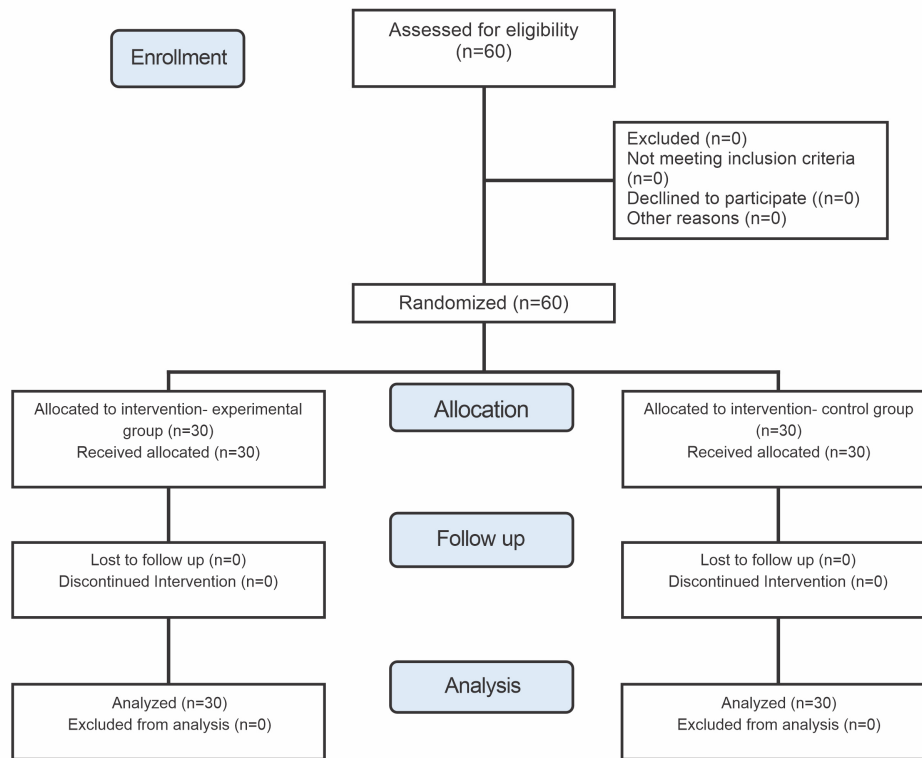 Enrollment
Assessed for eligibility
(n=60)
Excluded (n=0)
Not meeting inclusion criteria
(n=0)
Decllined to participate ((n=0)
Other reasons (n=0)
Randomized (n=60)
Allocation
Allocated to intervention- experimental
group (n=30)
Received allocated (n=30)
Allocated to intervention- control group
(n=30)
Received allocated (n=30)
Follow up
Lost to follow up (n=0)
Discontinued Intervention (n=0)
Lost to follow up (n=0)
Discontinued Intervention (n=0)
Analysis
Analyzed (n=30)
Excluded from analysis (n=0)
Analyzed (n=30)
Excluded from analysis (n=0)